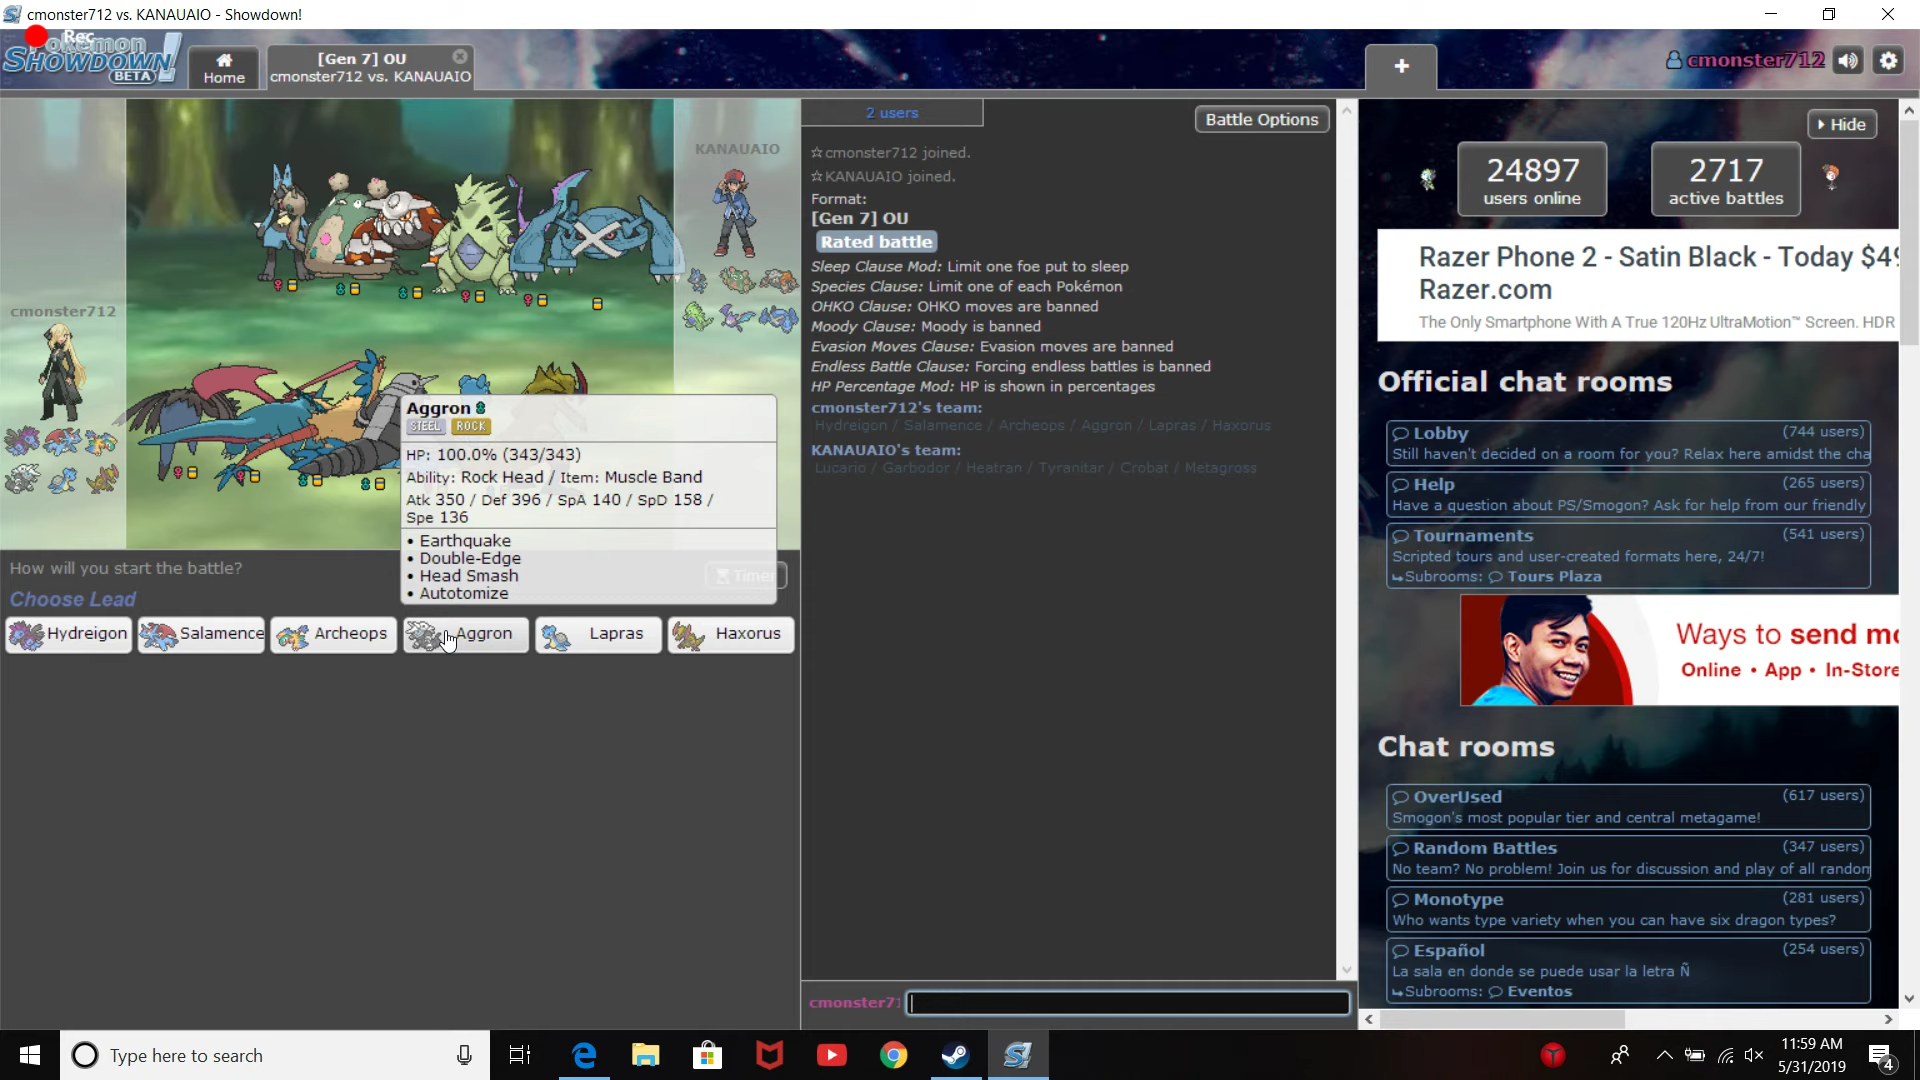 cmonster712 vs. KANAUAIO - Showdown!
Rec
Pokémon
SHOWDOWN!
BETA
Home
[Gen 7] OU
cmonster712 vs. KANAUAIO
+
cmonster712
KANAUAIO
cmonster712
Aggron
STEEL ROCK
HP: 100.0% (343/343)
Ability: Rock Head / Item: Muscle Band
Atk 350 / Def 396 / SpA 140 / SpD 158 /
Spe 136
• Earthquake
• Double-Edge
• Head Smash
• Autotomize
How will you start the battle?
Timer
Choose Lead
Hydreigon Salamence Archeops Aggron Lapras Haxorus
2 users
Battle Options
☆cmonster712 joined.
☆KANAUAIO joined.
Format:
[Gen 7] OU
Rated battle
Sleep Clause Mod: Limit one foe put to sleep
Species Clause: Limit one of each Pokémon
OHKO Clause: OHKO moves are banned
Moody Clause: Moody is banned
Evasion Moves Clause: Evasion moves are banned
Endless Battle Clause: Forcing endless battles is banned
HP Percentage Mod: HP is shown in percentages
cmonster712's team:
Hydreigon / Salamence / Archeops / Aggron / Lapras / Haxorus
KANAUAIO's team:
Lucario / Garbodor / Heatran / Tyranitar / Crobat / Metagross
cmonster71
Hide
24897
users online
2717
active battles
Razer Phone 2 - Satin Black - Today $49
Razer.com
The Only Smartphone With A True 120Hz UltraMotion™ Screen. HDR
Official chat rooms
Lobby (744 users)
Still haven't decided on a room for you? Relax here amidst the cha
Help (265 users)
Have a question about PS/Smogon? Ask for help from our friendly
Tournaments (541 users)
Scripted tours and user-created formats here, 24/7!
Subrooms: Tours Plaza
Ways to send mo
Online • App • In-Store
Chat rooms
OverUsed (617 users)
Smogon's most popular tier and central metagame!
Random Battles (347 users)
No team? No problem! Join us for discussion and play of all random
Monotype (281 users)
Who wants type variety when you can have six dragon types?
Español (254 users)
La sala en donde se puede usar la letra Ñ
Subrooms: Eventos
Type here to search
11:59 AM
5/31/2019
4